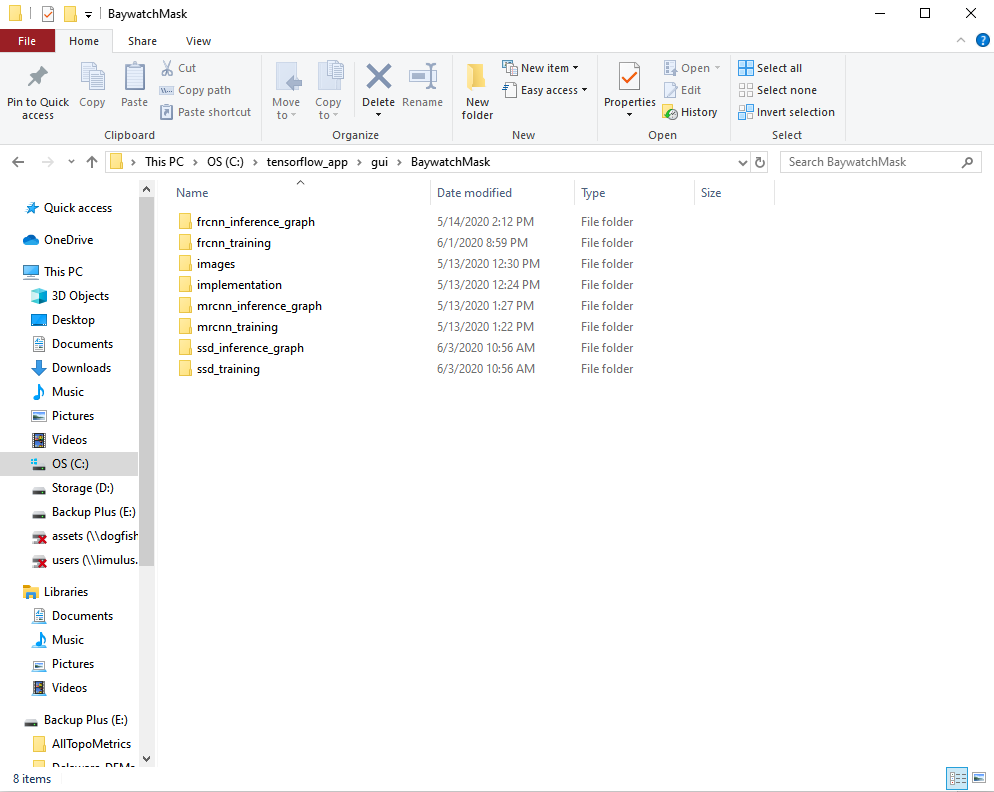 BaywatchMask
File Home Share View
Pin to Quick access
Copy
Paste
Cut
Copy path
Paste shortcut
Clipboard
Move to
Copy to
Delete
Rename
Organize
New folder
New item
Easy access
New
Properties
Open
Edit
History
Open
Select all
Select none
Invert selection
Select
This PC > OS (C:) > tensorflow_app > gui > BaywatchMask
Search BaywatchMask
Name Date modified Type Size
frcnn_inference_graph 5/14/2020 2:12 PM File folder
frcnn_training 6/1/2020 8:59 PM File folder
images 5/13/2020 12:30 PM File folder
implementation 5/13/2020 12:24 PM File folder
mrcnn_inference_graph 5/13/2020 1:27 PM File folder
mrcnn_training 5/13/2020 1:22 PM File folder
ssd_inference_graph 6/3/2020 10:56 AM File folder
ssd_training 6/3/2020 10:56 AM File folder
Quick access
OneDrive
This PC
3D Objects
Desktop
Documents
Downloads
Music
Pictures
Videos
OS (C:)
Storage (D:)
Backup Plus (E:)
assets (\\dogfish
users (\\limulus.
Libraries
Documents
Music
Pictures
Videos
Backup Plus (E:)
AllTopoMetrics
8 items